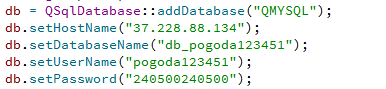 db = QSqlDatabase::addDatabase("QMYSQL");
db.setHostName("37.228.88.134");
db.setDatabaseName("db_pogoda123451");
db.setUserName("pogoda123451");
db.setPassword("240500240500");